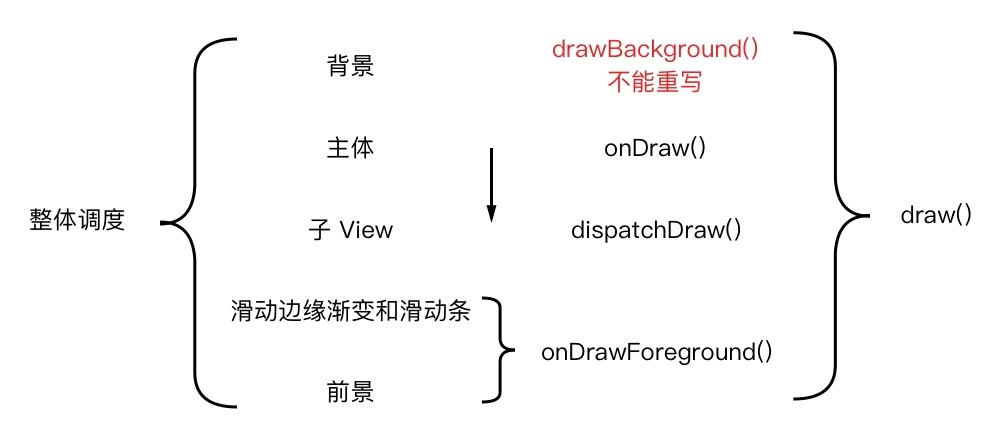 背景
drawBackground()
不能重写
主体
onDraw()
整体调度
draw()
子 View
dispatchDraw()
滑动边缘渐变和滑动条
onDrawForeground()
前景